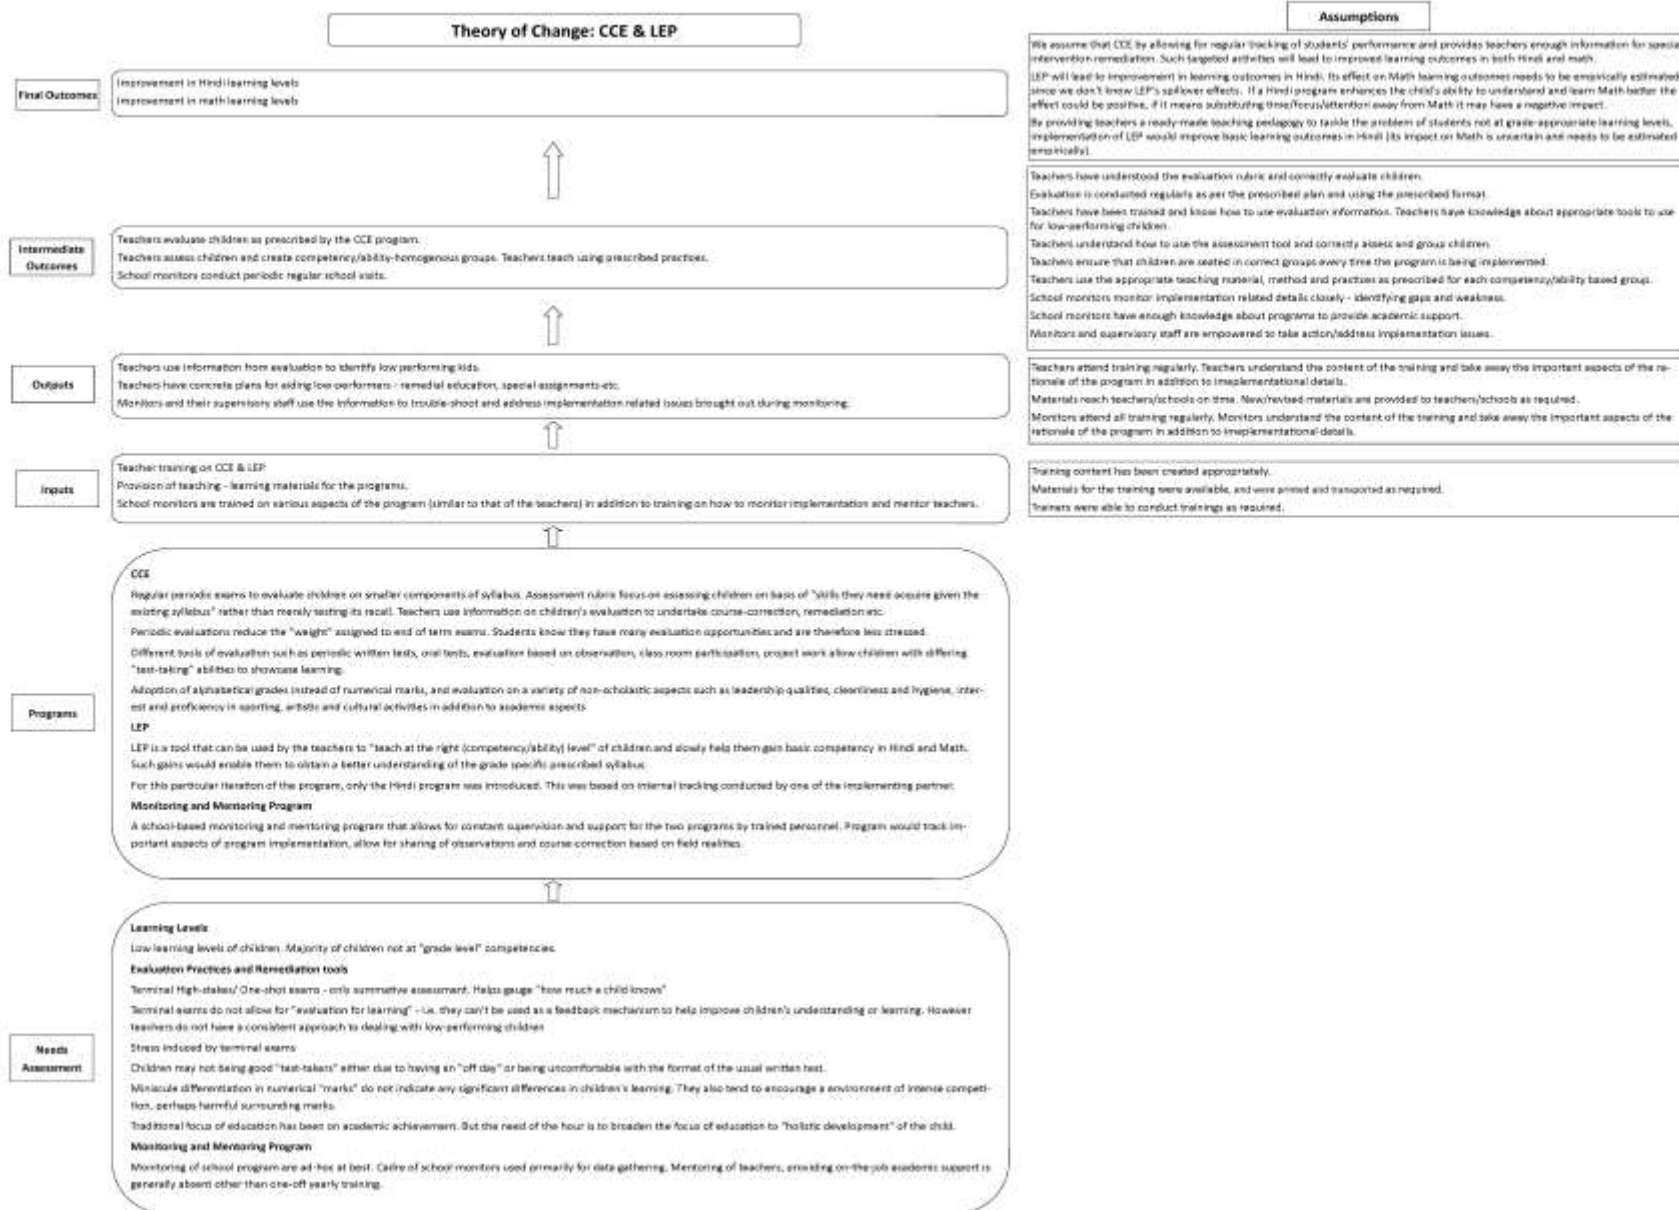 Theory of Change: CCE & LEP
Assumptions
Final Outcomes
Improvement in Hindi learning levels
Improvement in math learning levels
We assume that CCE by allowing for regular tracking of students' performance and provides teachers enough information for special
intervention remediation. Such targeted activities will lead to improved learning outcomes in both Hindi and math.
LEP will lead to improvement in learning outcomes in Hindi. Its effect on Math learning outcomes needs to be empirically estimated
since we don't know LEP's spillover effects. If a Hindi program enhances the child's ability to understand and learn Math better the
effect could be positive, if it means substituting time/focus/attention away from Math it may have a negative impact.
By providing teachers a ready-made teaching pedagogy to tackle the problem of students not at grade-appropriate learning levels,
implementation of LEP would improve basic learning outcomes in Hindi (its impact on Math is uncertain and needs to be estimated
empirically).
Intermediate
Outcomes
Teachers evaluate children as prescribed by the CCE program.
Teachers assess children and create competency/ability-homogenous groups. Teachers teach using prescribed practices.
School monitors conduct periodic regular school visits.
Teachers have understood the evaluation rubric and correctly evaluate children.
Evaluation is conducted regularly as per the prescribed plan and using the prescribed format.
Teachers have been trained and know how to use evaluation information. Teachers have knowledge about appropriate tools to use
for low-performing children.
Teachers understand how to use the assessment tool and correctly assess and group children.
Teachers ensure that children are seated in correct groups every time the program is being implemented.
Teachers use the appropriate teaching material, method and practices as prescribed for each competency/ability based group.
School monitors monitor implementation related details closely - identifying gaps and weakness.
School monitors have enough knowledge about programs to provide academic support.
Monitors and supervisory staff are empowered to take action/address implementation issues.
Outputs
Teachers use information from evaluation to identify low performing kids.
Teachers have concrete plans for aiding low-performers - remedial education, special assignments etc.
Monitors and their supervisory staff use the information to trouble-shoot and address implementation related issues brought out during monitoring.
Teachers attend training regularly. Teachers understand the content of the training and take away the important aspects of the ra-
tionale of the program in addition to imeplementational details.
Materials reach teachers/schools on time. New/revised materials are provided to teachers/schools as required.
Monitors attend all training regularly. Monitors understand the content of the training and take away the important aspects of the
rationale of the program in addition to imeplementational details.
Inputs
Teacher training on CCE & LEP
Provision of teaching - learning materials for the programs.
School monitors are trained on various aspects of the program (similar to that of the teachers) in addition to training on how to monitor implementation and mentor teachers.
Training content has been created appropriately.
Materials for the training were available, and were printed and transported as required.
Trainers were able to conduct trainings as required.
Programs
CCE
Regular periodic exams to evaluate children on smaller components of syllabus. Assessment rubric focus on assessing children on basis of "skills they need acquire given the
existing syllabus" rather than merely testing its recall. Teachers use information on children's evaluation to undertake course-correction, remediation etc.
Periodic evaluations reduce the "weight" assigned to end of term exams. Students know they have many evaluation opportunities and are therefore less stressed.
Different tools of evaluation such as periodic written tests, oral tests, evaluation based on observation, class room participation, project work allow children with differing
"test-taking" abilities to showcase learning.
Adoption of alphabetical grades instead of numerical marks, and evaluation on a variety of non-scholastic aspects such as leadership qualities, cleanliness and hygiene, inter-
est and proficiency in sporting, artistic and cultural activities in addition to academic aspects
LEP
LEP is a tool that can be used by the teachers to "teach at the right (competency/ability) level" of children and slowly help them gain basic competency in Hindi and Math.
Such gains would enable them to obtain a better understanding of the grade specific prescribed syllabus.
For this particular iteration of the program, only the Hindi program was introduced. This was based on internal tracking conducted by one of the implementing partner.
Monitoring and Mentoring Program
A school-based monitoring and mentoring program that allows for constant supervision and support for the two programs by trained personnel. Program would track im-
portant aspects of program implementation, allow for sharing of observations and course-correction based on field realities.
Needs
Assessment
Learning Levels
Low learning levels of children. Majority of children not at "grade level" competencies.
Evaluation Practices and Remediation tools
Terminal High-stakes/ One-shot exams - only summative assessment. Helps gauge "how much a child knows"
Terminal exams do not allow for "evaluation for learning" - i.e. they can't be used as a feedback mechanism to help improve children's understanding or learning. However
teachers do not have a consistent approach to dealing with low-performing children
Stress induced by terminal exams
Children may not being good "test-takers" either due to having an "off day" or being uncomfortable with the format of the usual written test.
Miniscule differentiation in numerical "marks" do not indicate any significant differences in children's learning. They also tend to encourage a environment of intense competi-
tion, perhaps harmful surrounding marks.
Traditional focus of education has been on academic achievement. But the need of the hour is to broaden the focus of education to "holistic development" of the child.
Monitoring and Mentoring Program
Monitoring of school program are ad-hoc at best. Cadre of school monitors used primarily for data gathering. Mentoring of teachers, providing on-the-job academic support is
generally absent other than one-off yearly training.